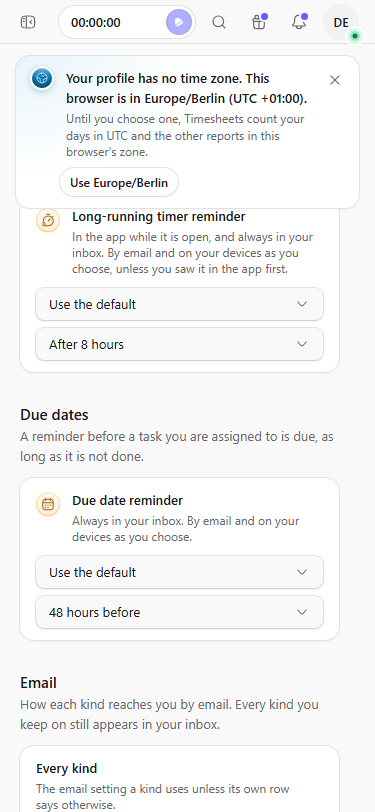 00:00:00
DE
Your profile has no time zone. This
browser is in Europe/Berlin (UTC +01:00).
Until you choose one, Timesheets count your
days in UTC and the other reports in this
browser's zone.
Use Europe/Berlin
Long-running timer reminder
In the app while it is open, and always in your
inbox. By email and on your devices as you
choose, unless you saw it in the app first.
Use the default
After 8 hours
Due dates
A reminder before a task you are assigned to is due, as
long as it is not done.
Due date reminder
Always in your inbox. By email and on your
devices as you choose.
Use the default
48 hours before
Email
How each kind reaches you by email. Every kind you
keep on still appears in your inbox.
Every kind
The email setting a kind uses unless its own row
says otherwise.